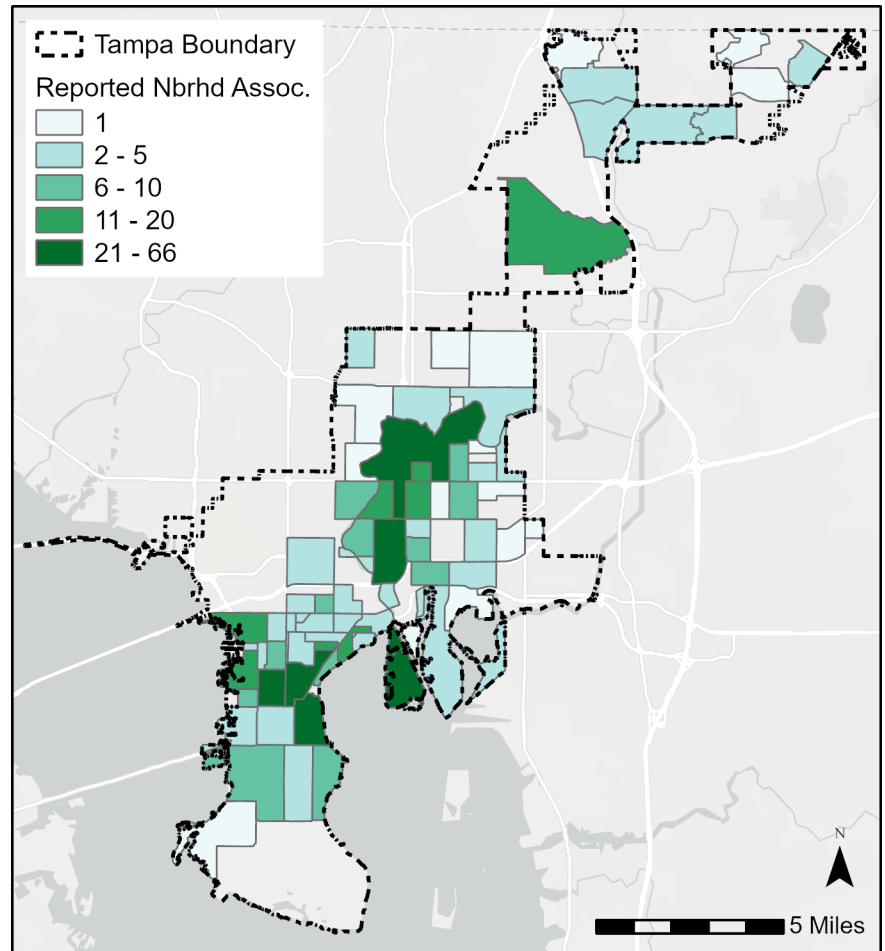 Tampa Boundary
Reported Nbrhd Assoc.
1
2 - 5
6 - 10
11 - 20
21 - 66
N
5 Miles